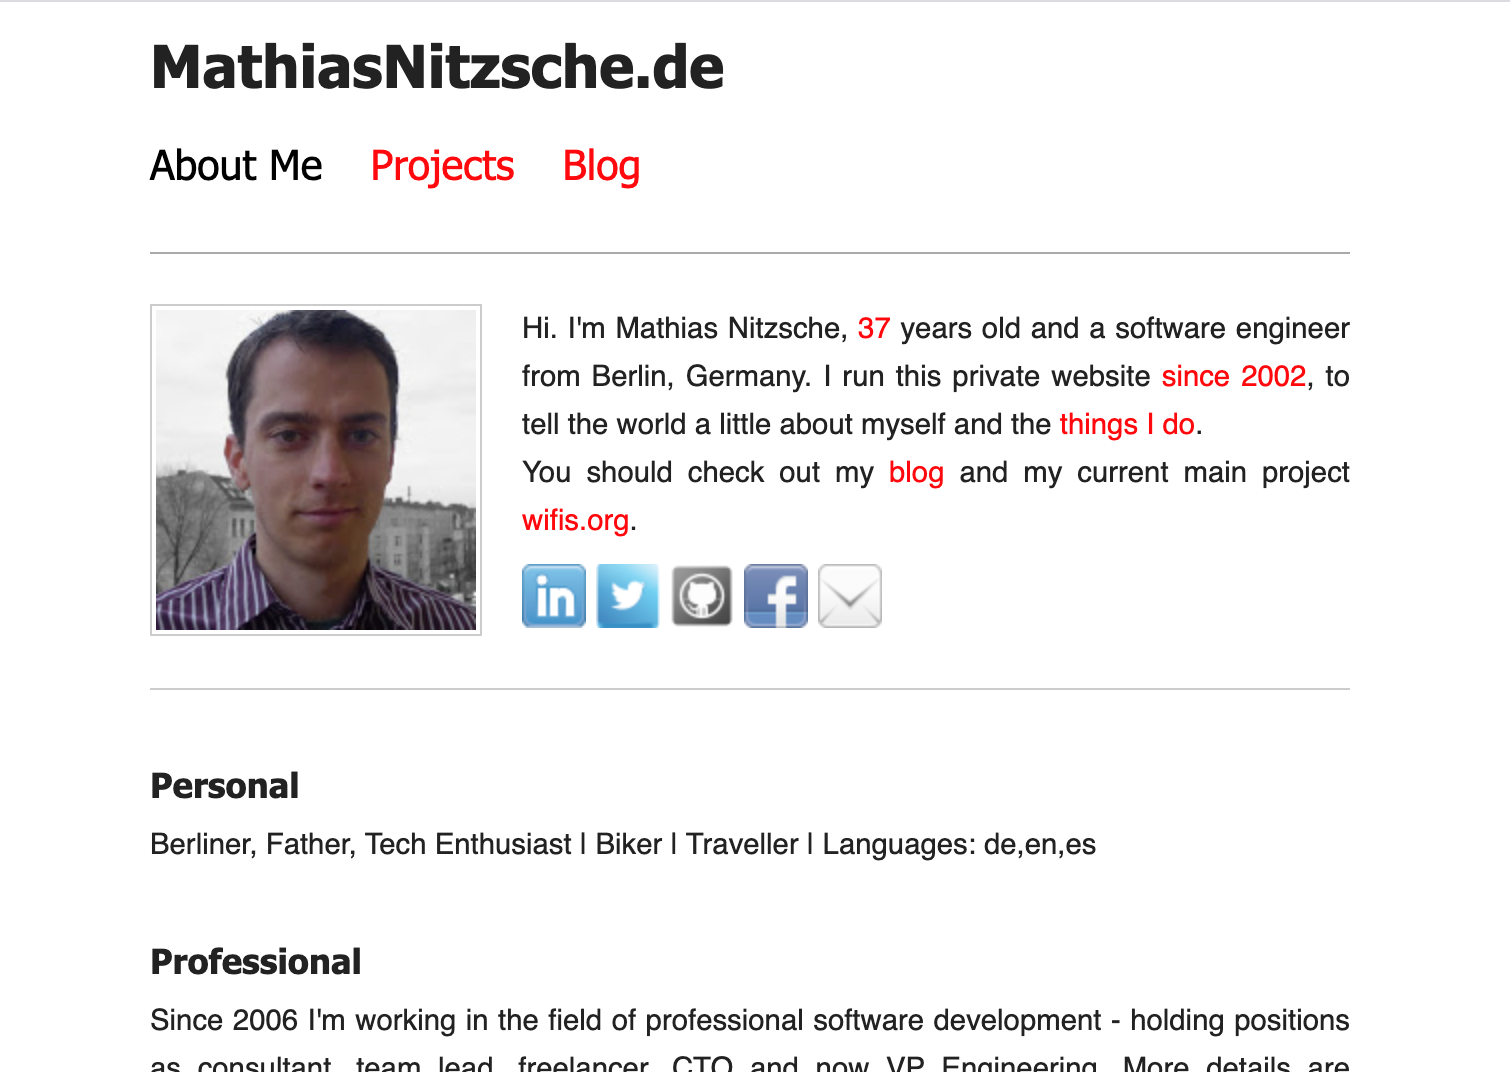 MathiasNitzsche.de
About Me Projects Blog
Hi. I'm Mathias Nitzsche, 37 years old and a software engineer
from Berlin, Germany. I run this private website since 2002, to
tell the world a little about myself and the things I do.
You should check out my blog and my current main project
wifis.org.
in f
Personal
Berliner, Father, Tech Enthusiast | Biker | Traveller | Languages: de,en,es
Professional
Since 2006 I'm working in the field of professional software development - holding positions
as consultant, team lead, freelancer, CTO and now VP Engineering. More details are